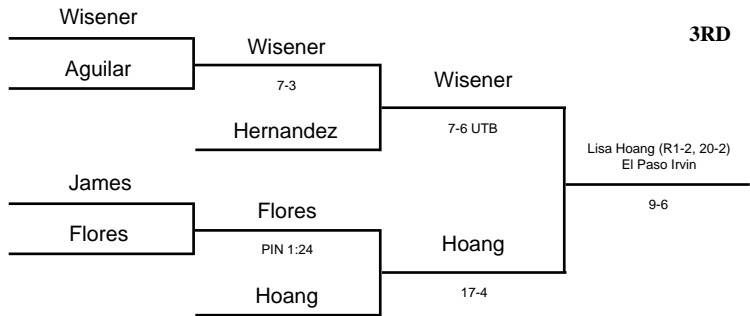 Wisener
Aguilar
Wisener
7-3
Hernandez
Wisener
7-6 UTB
3RD
Lisa Hoang (R1-2, 20-2)
El Paso Irvin
9-6
James
Flores
Flores
PIN 1:24
Hoang
Hoang
17-4